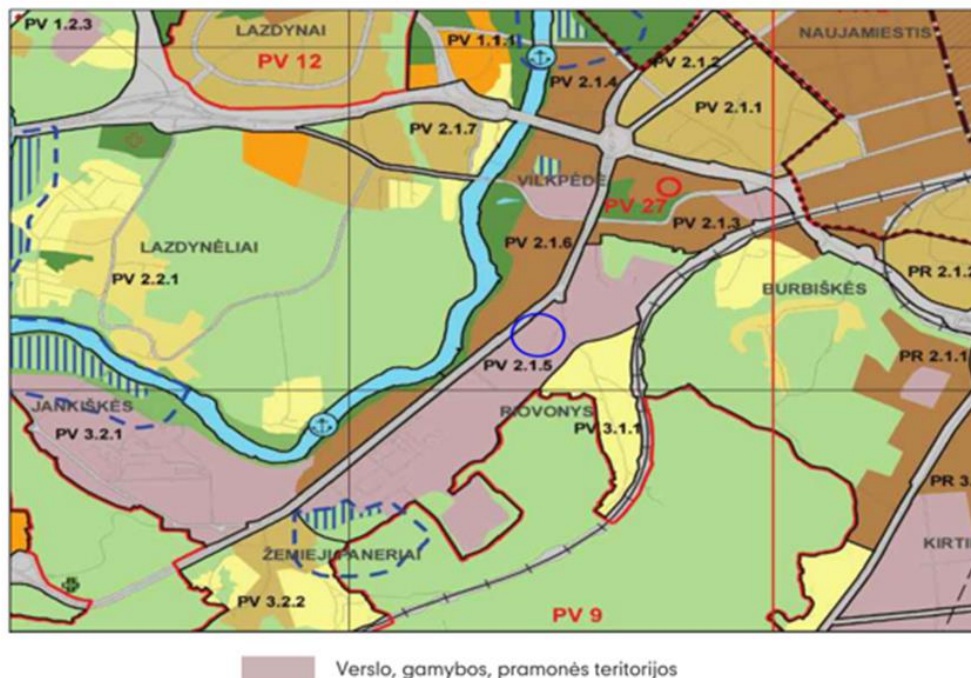 PV 1.2.3
LAZDYNAI
PV 12
PV 1.1.1
PV 2.1.4
PV 2.1.2
NAUJAMIESTIS
PV 2.1.1
PV 2.1.7
VILKPĖDĖ
PV 27
PV 2.1.3
LAZDYNĖLIAI
PV 2.1.6
PV 2.2.1
BURBIŠKĖS
PR 2.1.2
PV 2.1.5
PR 2.1.1
JANKIŠKĖS
PV 3.2.1
PV 3.1.1
PR 3.
KIRTI
ŽEMIEJI PANERIAI
PV 3.2.2
PV 9
Verslo, gamybos, pramonės teritorijos